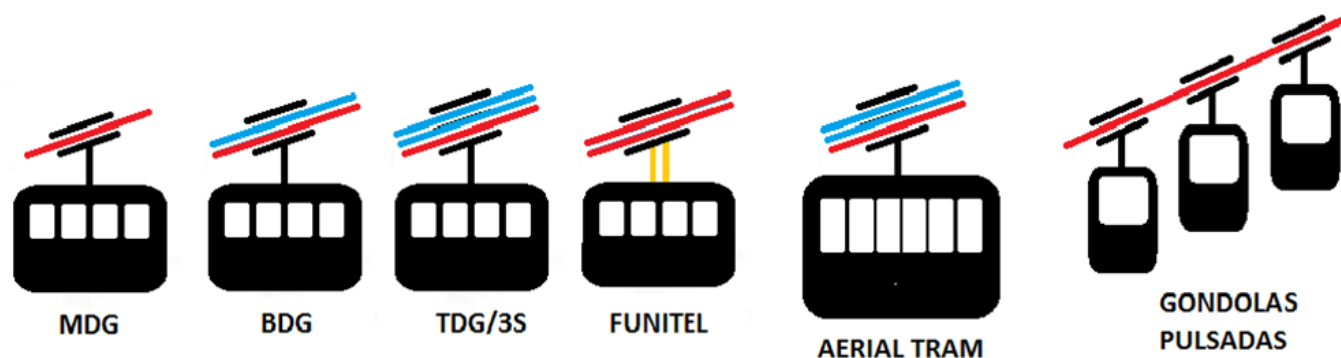 MDG
BDG
TDG/3S
FUNITEL
AERIAL TRAM
GONDOLAS
PULSADAS